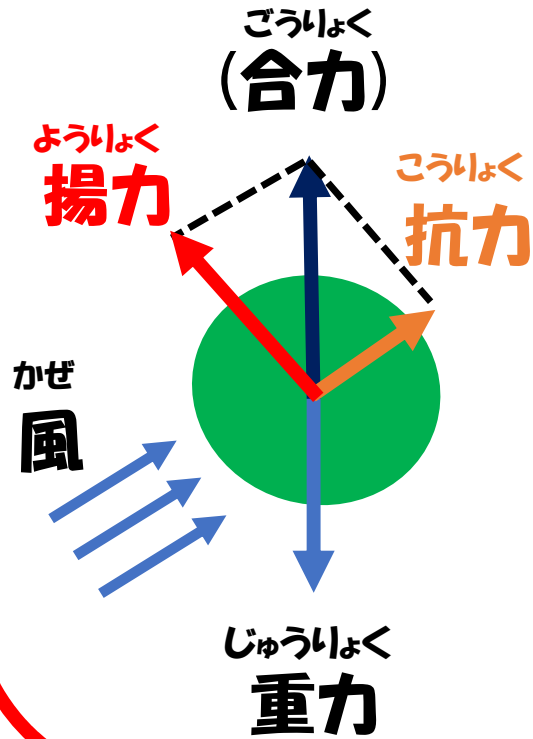 ごうりょく
(合力)
ようりょく
揚力
こうりょく
抗力
かぜ
風
じゅうりょく
重力